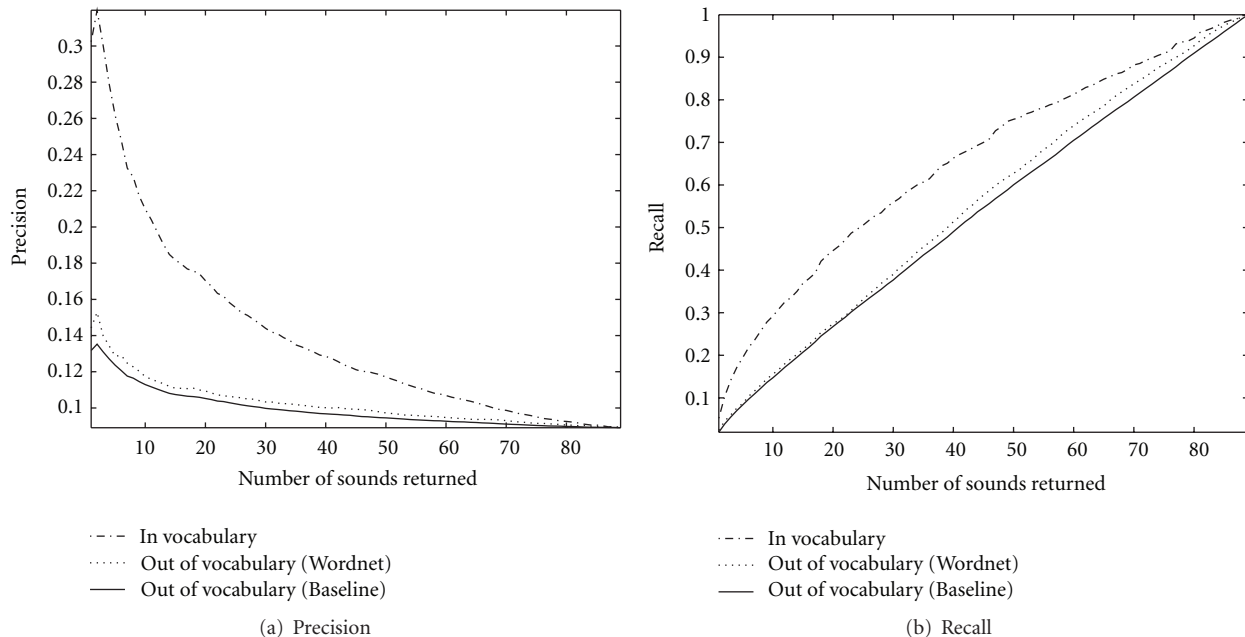 0.3
0.28
0.26
0.24
0.22
0.2
0.18
0.16
0.14
0.12
0.1
Precision
10 20 30 40 50 60 70 80
Number of sounds returned
In vocabulary
Out of vocabulary (Wordnet)
Out of vocabulary (Baseline)
(a) Precision
1
0.9
0.8
0.7
0.6
0.5
0.4
0.3
0.2
0.1
Recall
10 20 30 40 50 60 70 80
Number of sounds returned
In vocabulary
Out of vocabulary (Wordnet)
Out of vocabulary (Baseline)
(b) Recall